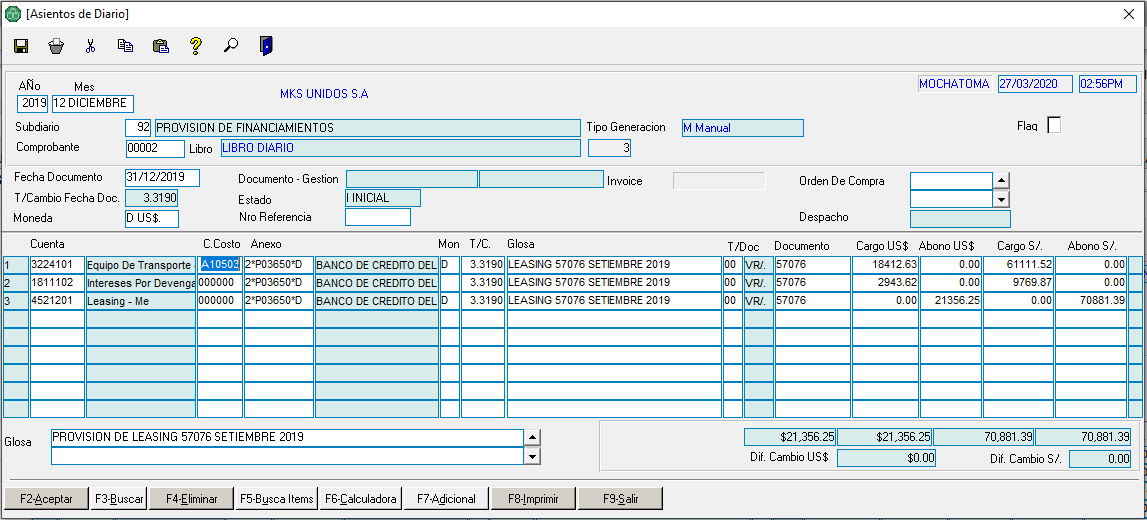 [Asientos de Diario]
AÑo Mes
2019 12 DICIEMBRE
MKS UNIDOS S.A
MOCHATOMA 27/03/2020 02:56PM
Subdiario 92 PROVISION DE FINANCIAMIENTOS Tipo Generacion M Manual Flag
Comprobante 00002 Libro LIBRO DIARIO 3
Fecha Documento 31/12/2019 Documento - Gestion Invoice Orden De Compra
T/Cambio Fecha Doc. 3.3190 Estado I INICIAL
Moneda D US$. Nro Referencia Despacho
Cuenta C.Costo Anexo Mon T/C. Glosa T/Doc Documento Cargo US$ Abono US$ Cargo S/. Abono S/.
1 3224101 Equipo De Transporte - A10503 2*P03650*D BANCO DE CREDITO DEL D 3.3190 LEASING 57076 SETIEMBRE 2019 00 VR/. 57076 18412.63 0.00 61111.52 0.00
2 1811102 Intereses Por Devenga 000000 2*P03650*D BANCO DE CREDITO DEL D 3.3190 LEASING 57076 SETIEMBRE 2019 00 VR/. 57076 2943.62 0.00 9769.87 0.00
3 4521201 Leasing - Me 000000 2*P03650*D BANCO DE CREDITO DEL D 3.3190 LEASING 57076 SETIEMBRE 2019 00 VR/. 57076 0.00 21356.25 0.00 70881.39
Glosa PROVISION DE LEASING 57076 SETIEMBRE 2019
$21,356.25 $21,356.25 70,881.39 70,881.39
Dif. Cambio US$ $0.00 Dif. Cambio S/. 0.00
F2-Aceptar F3-Buscar F4-Eliminar F5-Busca Items F6-Calculadora F7-Adicional F8-Imprimir F9-Salir